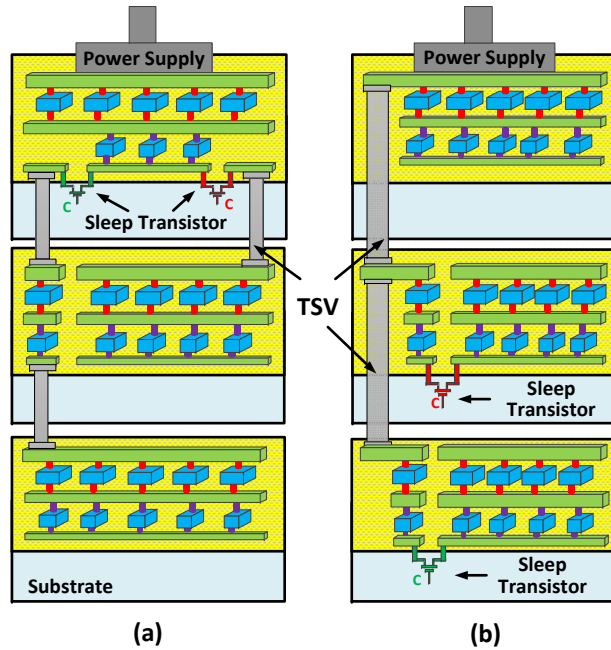 Power Supply
Power Supply
C
C
Sleep Transistor
TSV
C
Sleep
Transistor
C
Sleep
Transistor
Substrate
(a)
(b)